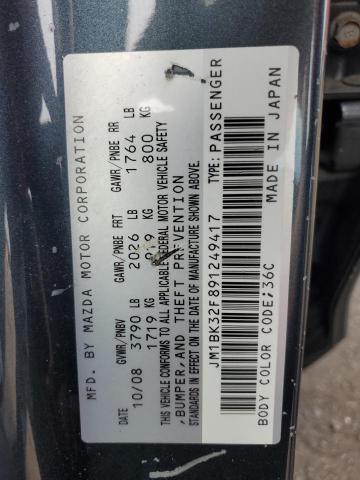 MFD. BY MAZDA MOTOR CORPORATION
DATE GVWR/PNBV GAWR/PNBE FRT GAWR/PNBE RR
10/08 3790 LB 2026 LB 1764 LB
1719 KG KG 800 KG
THIS VEHICLE CONFORMS TO ALL APPLICABLE FEDERAL MOTOR VEHICLE SAFETY
, BUMPER, AND THEFT PREVENTION
STANDARDS IN EFFECT ON THE DATE OF MANUFACTURE SHOWN ABOVE.
JM1BK32F891249417 TYPE: PASSENGER
BODY COLOR CODE;36C MADE IN JAPAN